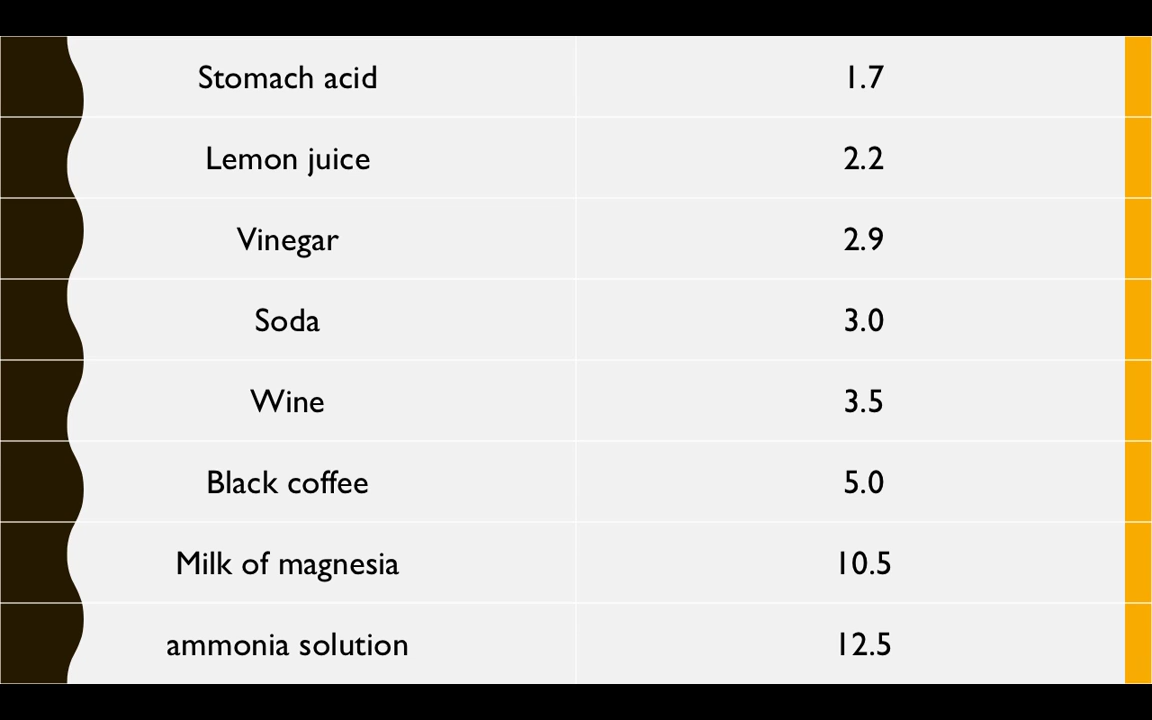 Stomach acid 1.7
Lemon juice 2.2
Vinegar 2.9
Soda 3.0
Wine 3.5
Black coffee 5.0
Milk of magnesia 10.5
ammonia solution 12.5